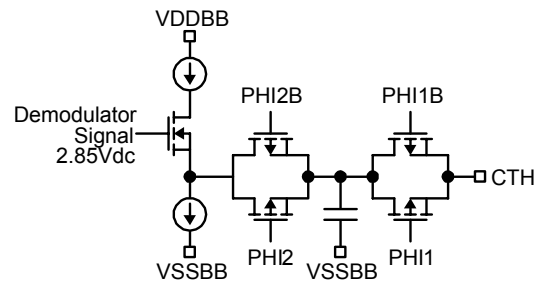 VDDBB
PHI2B
PHI1B
Demodulator
Signal
2.85Vdc
CTH
PHI2
PHI1
VSSBB
VSSBB